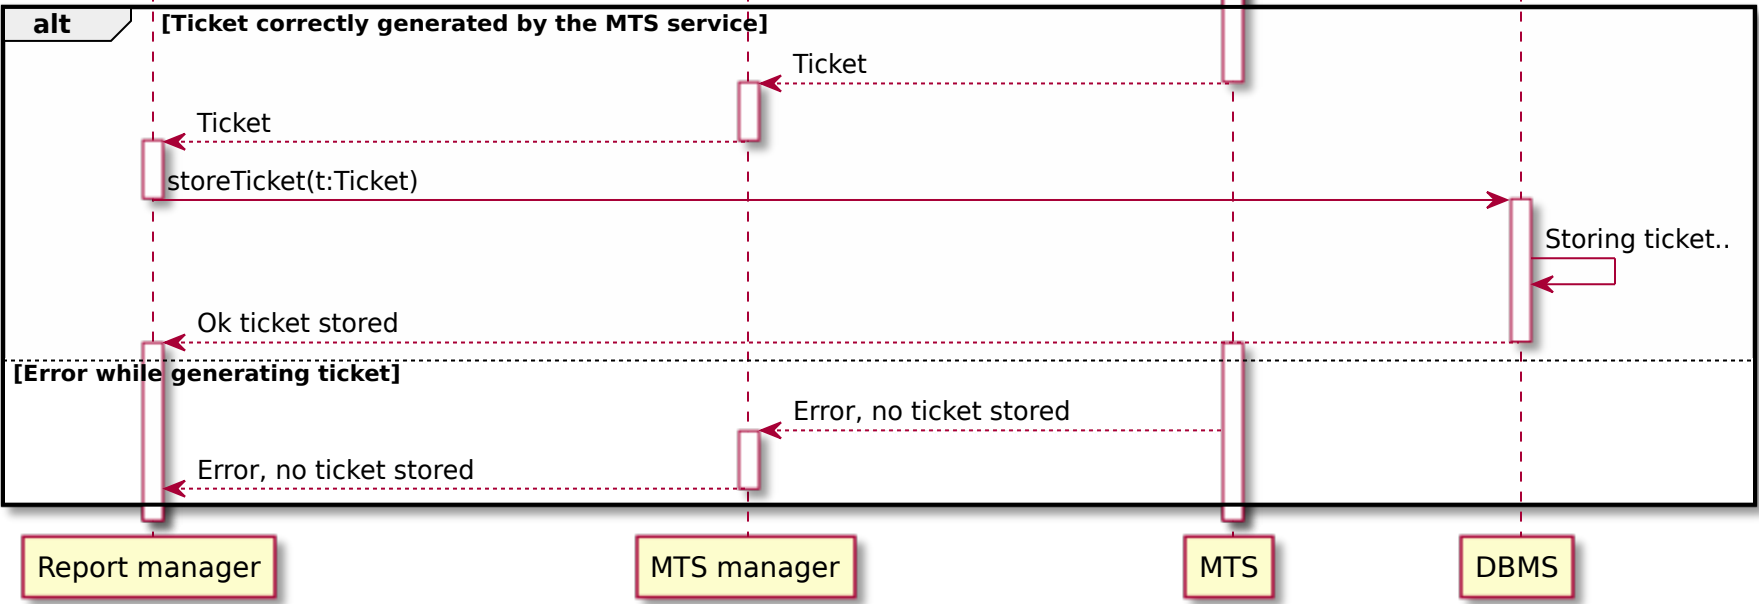 alt
[Ticket correctly generated by the MTS service]
Ticket
Ticket
storeTicket(t:Ticket)
Storing ticket..
Ok ticket stored
[Error while generating ticket]
Error, no ticket stored
Error, no ticket stored
Report manager
MTS manager
MTS
DBMS